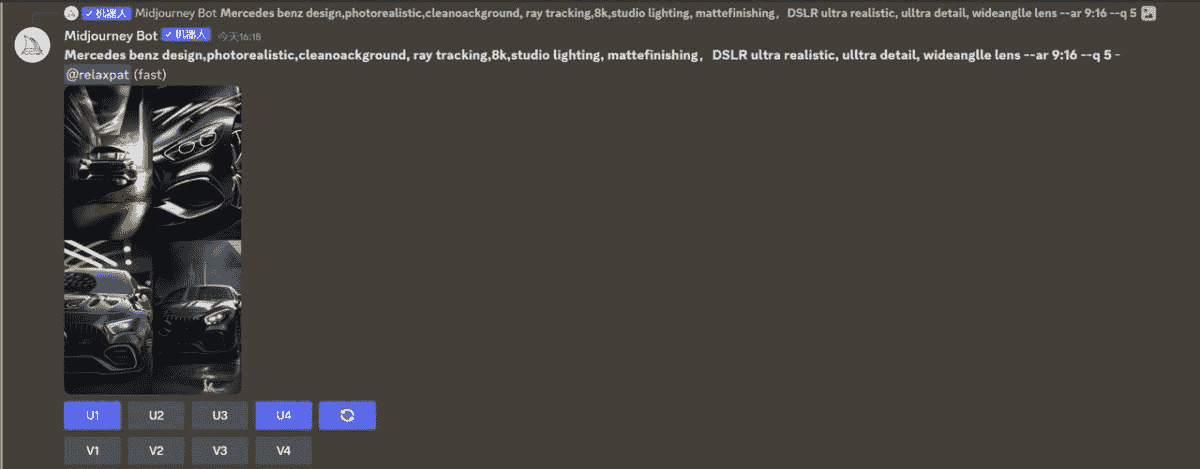 ✓ 机器人 Midjourney Bot Mercedes benz design,photorealistic,cleanoackground, ray tracking,8k,studio lighting, mattefinishing，DSLR ultra realistic, ulltra detail, wideanglle lens --ar 9:16 --q 5
Midjourney Bot ✓ 机器人 今天16:18
Mercedes benz design,photorealistic,cleanoackground, ray tracking,8k,studio lighting, mattefinishing，DSLR ultra realistic, ulltra detail, wideanglle lens --ar 9:16 --q 5 -
@relaxpat (fast)
U1 U2 U3 U4
V1 V2 V3 V4